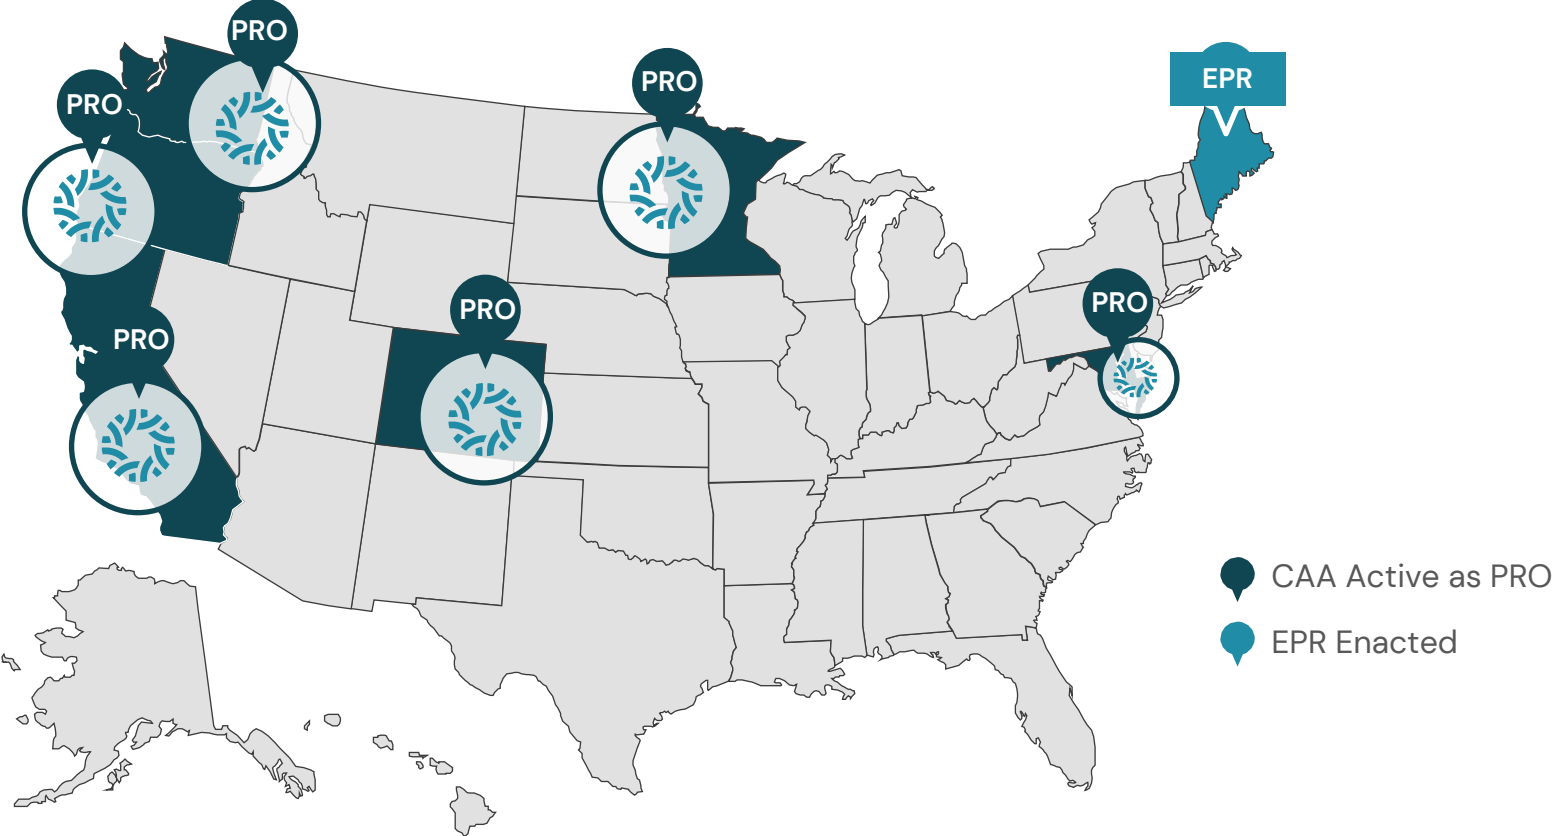 PRO
PRO
PRO
EPR
PRO
PRO
PRO
CAA Active as PRO
EPR Enacted